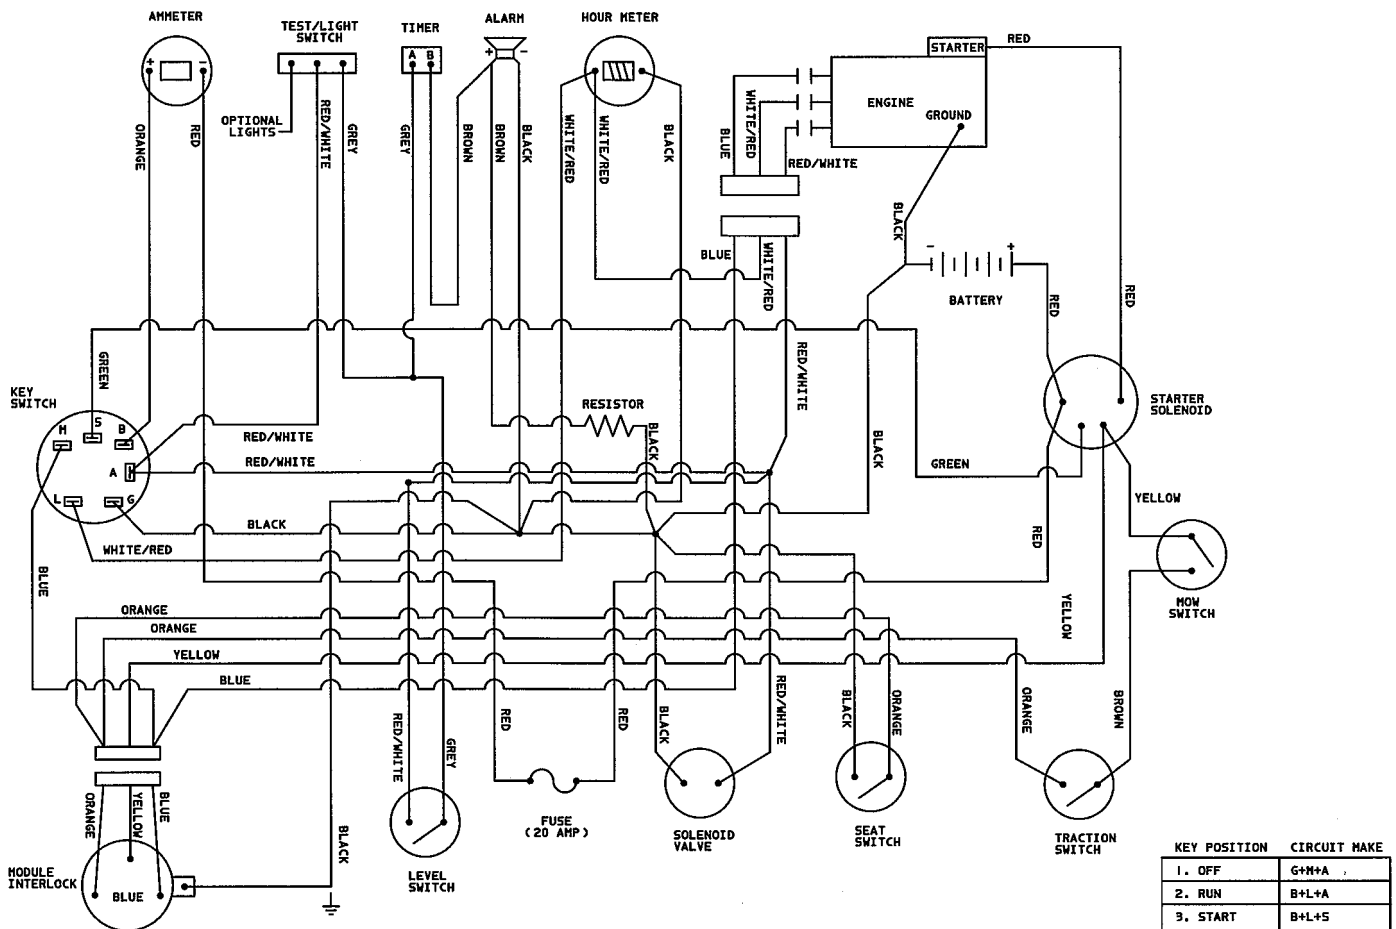 AMMETER
TEST/LIGHT
SWITCH
TIMER
ALARM
HOUR METER
STARTER
RED
+
-
A B
+ -
ENGINE
GROUND
OPTIONAL
LIGHTS
ORANGE
RED
RED/WHITE
GREY
GREY
BROWN
BROWN
BLACK
WHITE/RED
WHITE/RED
BLACK
BLUE
WHITE/RED
RED/WHITE
BLACK
BLUE
WHITE/RED
- +
BATTERY
RED
RED
GREEN
RED/WHITE
KEY
SWITCH
M
S
B
A
L
G
RESISTOR
STARTER
SOLENOID
RED/WHITE
RED/WHITE
BLACK
BLACK
GREEN
YELLOW
BLACK
WHITE/RED
BLUE
RED
MOW
SWITCH
ORANGE
ORANGE
YELLOW
YELLOW
BLUE
RED/WHITE
GREY
RED
RED
BLACK
RED/WHITE
BLACK
ORANGE
ORANGE
BROWN
ORANGE
YELLOW
BLUE
BLACK
FUSE
(20 AMP)
SOLENOID
VALVE
SEAT
SWITCH
TRACTION
SWITCH
LEVEL
SWITCH
MODULE
INTERLOCK
BLUE
KEY POSITION CIRCUIT MAKE
1. OFF G+M+A
2. RUN B+L+A
3. START B+L+S